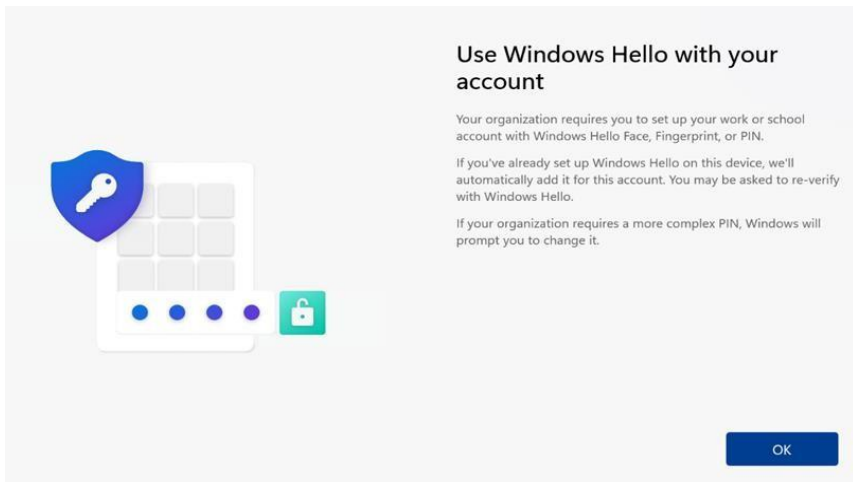 Use Windows Hello with your
account
Your organization requires you to set up your work or school
account with Windows Hello Face, Fingerprint, or PIN.
If you've already set up Windows Hello on this device, we'll
automatically add it for this account. You may be asked to re-verify
with Windows Hello.
If your organization requires a more complex PIN, Windows will
prompt you to change it.
OK